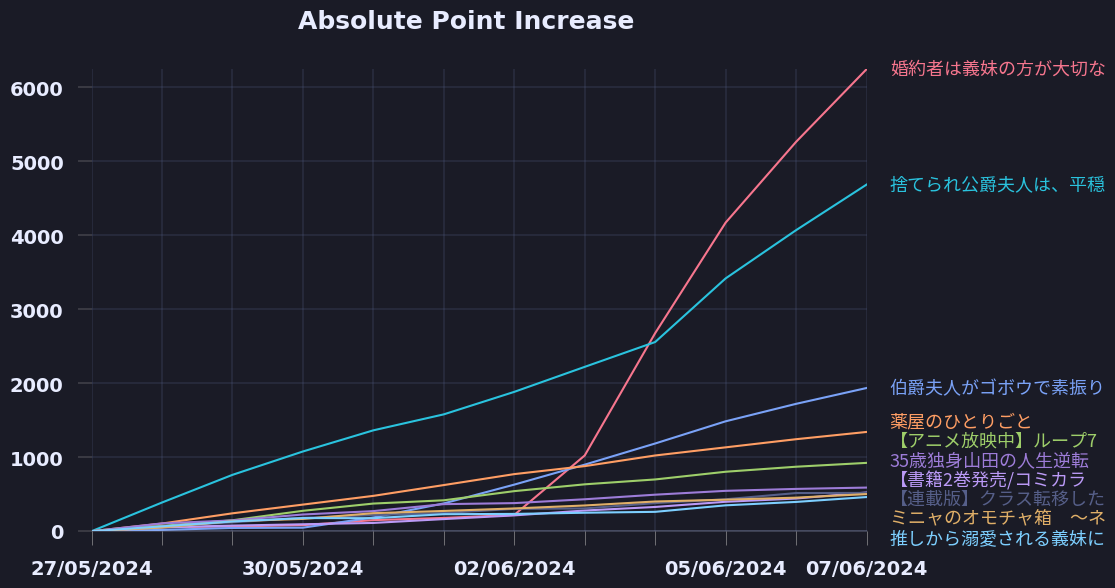 Absolute Point Increase
6000
5000
4000
3000
2000
1000
0
27/05/2024
30/05/2024
02/06/2024
05/06/2024
07/06/2024
婚約者は義妹の方が大切な
捨てられ公爵夫人は、平穏
伯爵夫人がゴボウで素振り
薬屋のひとりごと
【アニメ放映中】ループ7
35歳独身山田の人生逆転
【書籍2巻発売/コミカラ
【連載版】クラス転移した
ミニャのオモチャ箱　～ネ
推しから溺愛される義妹に